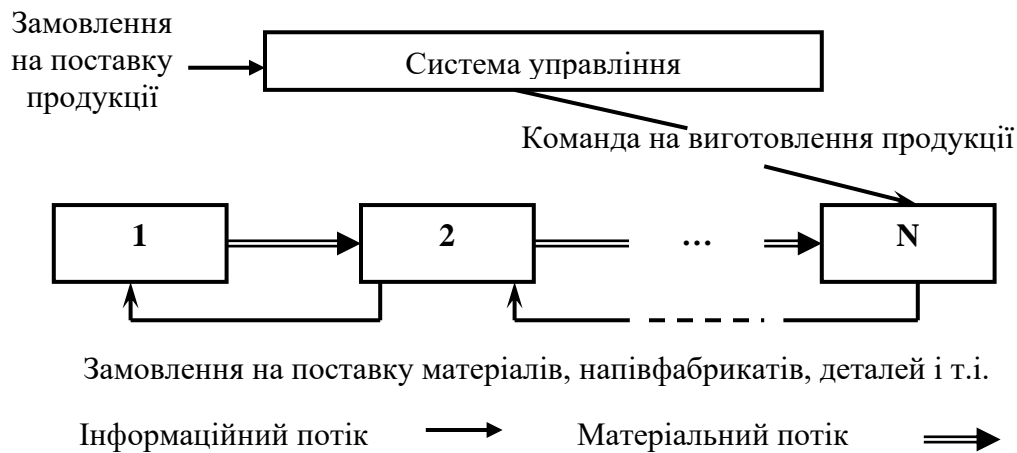 Замовлення
на поставку
продукції
Система управління
Команда на виготовлення продукції
1
2
...
N
Замовлення на поставку матеріалів, напівфабрикатів, деталей і т.і.
Інформаційний потік
Матеріальний потік